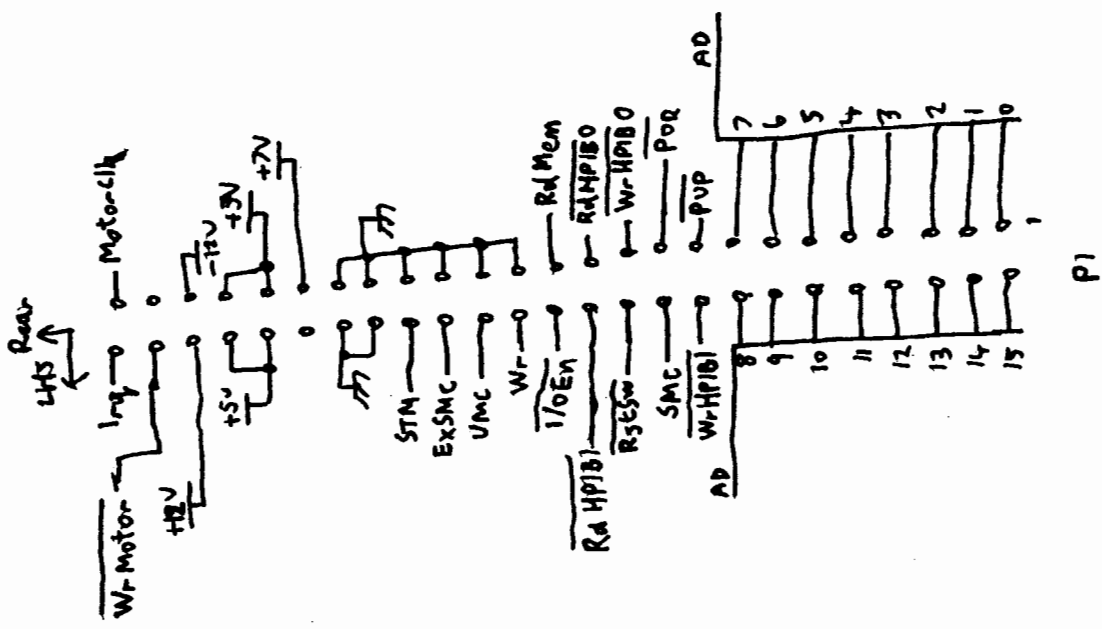 LHS Rear
Irq Motor Clk
Wr Motor
+12V -12V
+5V +5V
+7V
STM
ExSMC
UMC
Wr
I/OEn Rd Mem
Rd HPIB1 Rd HPIB0
RstSw Wr HPIB0
SMC POR
Wr HPIB1 PUP
AD AD
8 7
9 6
10 5
11 4
12 3
13 2
14 1
15 0
1
P1